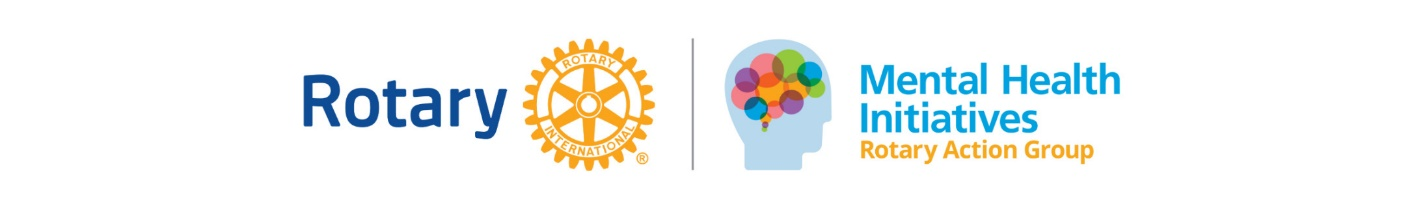 Rotary
ROTARY
INTERNATIONAL
®
Mental Health
Initiatives
Rotary Action Group